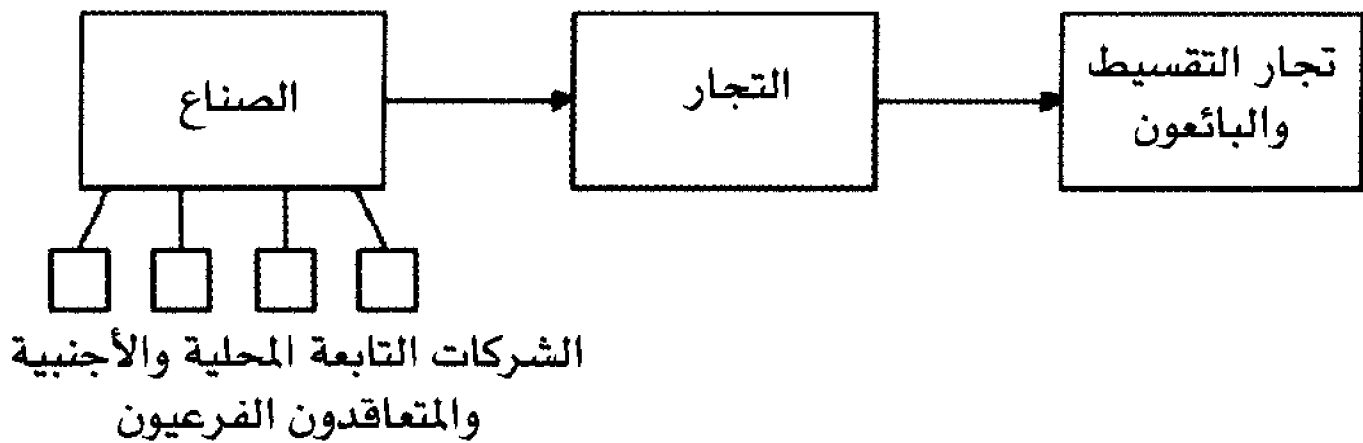 الصناع
التجار
تجار التقسيط
والبائعون
الشركات التابعة المحلية والأجنبية
والمتعاقدون الفرعيون